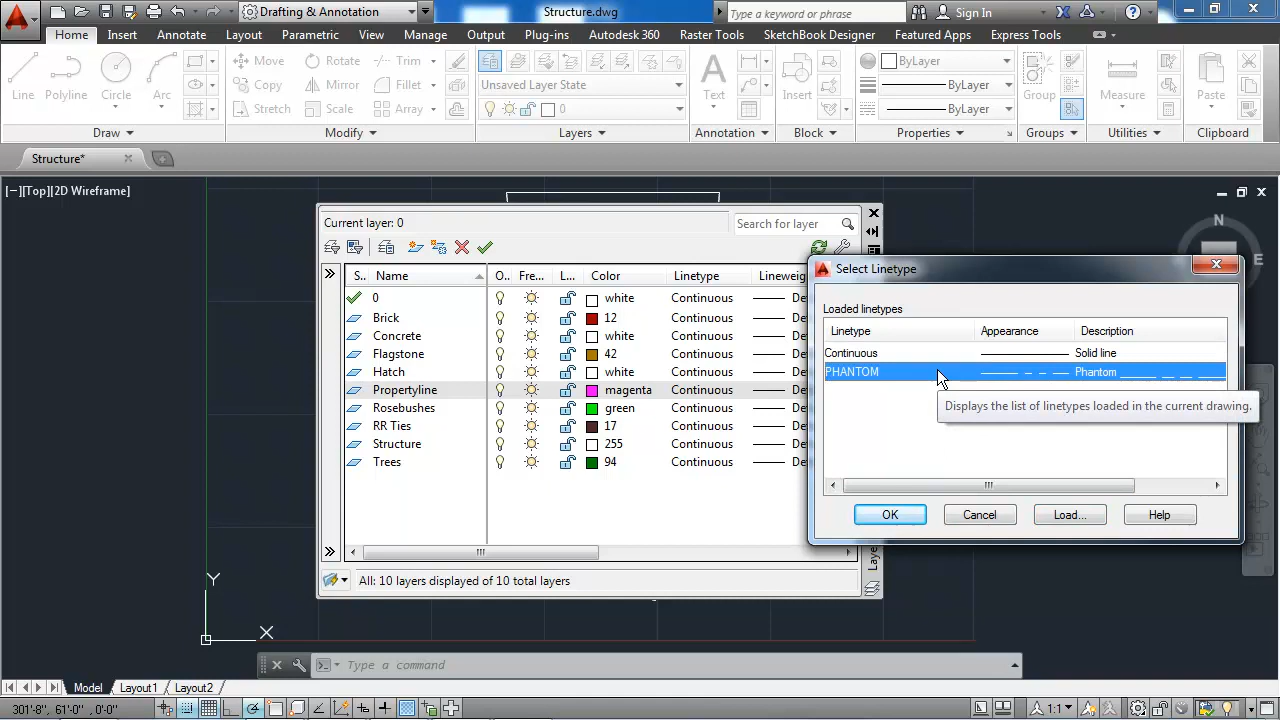 Drafting & Annotation
Structure.dwg
Type a keyword or phrase
Sign In
Home Insert Annotate Layout Parametric View Manage Output Plug-ins Autodesk 360 Raster Tools SketchBook Designer Featured Apps Express Tools
Line
Polyline
Circle
Arc
Move
Rotate
Trim
Copy
Mirror
Fillet
Stretch
Scale
Array
Unsaved Layer State
0
Text
Insert
ByLayer
ByLayer
ByLayer
Group
Measure
Paste
Draw Modify Layers Annotation Block Properties Groups Utilities Clipboard
Structure*
[−][Top][2D Wireframe]
N
E
Current layer: 0
Search for layer
S.. Name O.. Fre... L... Color Linetype Lineweig
0 white Continuous De
Brick 12 Continuous De
Concrete white Continuous De
Flagstone 42 Continuous De
Hatch white Continuous De
Propertyline magenta Continuous De
Rosebushes green Continuous De
RR Ties 17 Continuous De
Structure 255 Continuous De
Trees 94 Continuous De
All: 10 layers displayed of 10 total layers
Select Linetype
Loaded linetypes
Linetype Appearance Description
Continuous Solid line
PHANTOM Phantom ______ __ __ ___
Displays the list of linetypes loaded in the current drawing.
OK Cancel Load... Help
Y
X
Type a command
Model Layout1 Layout2
301'-8", 61'-0" ,0'-0"
1:1